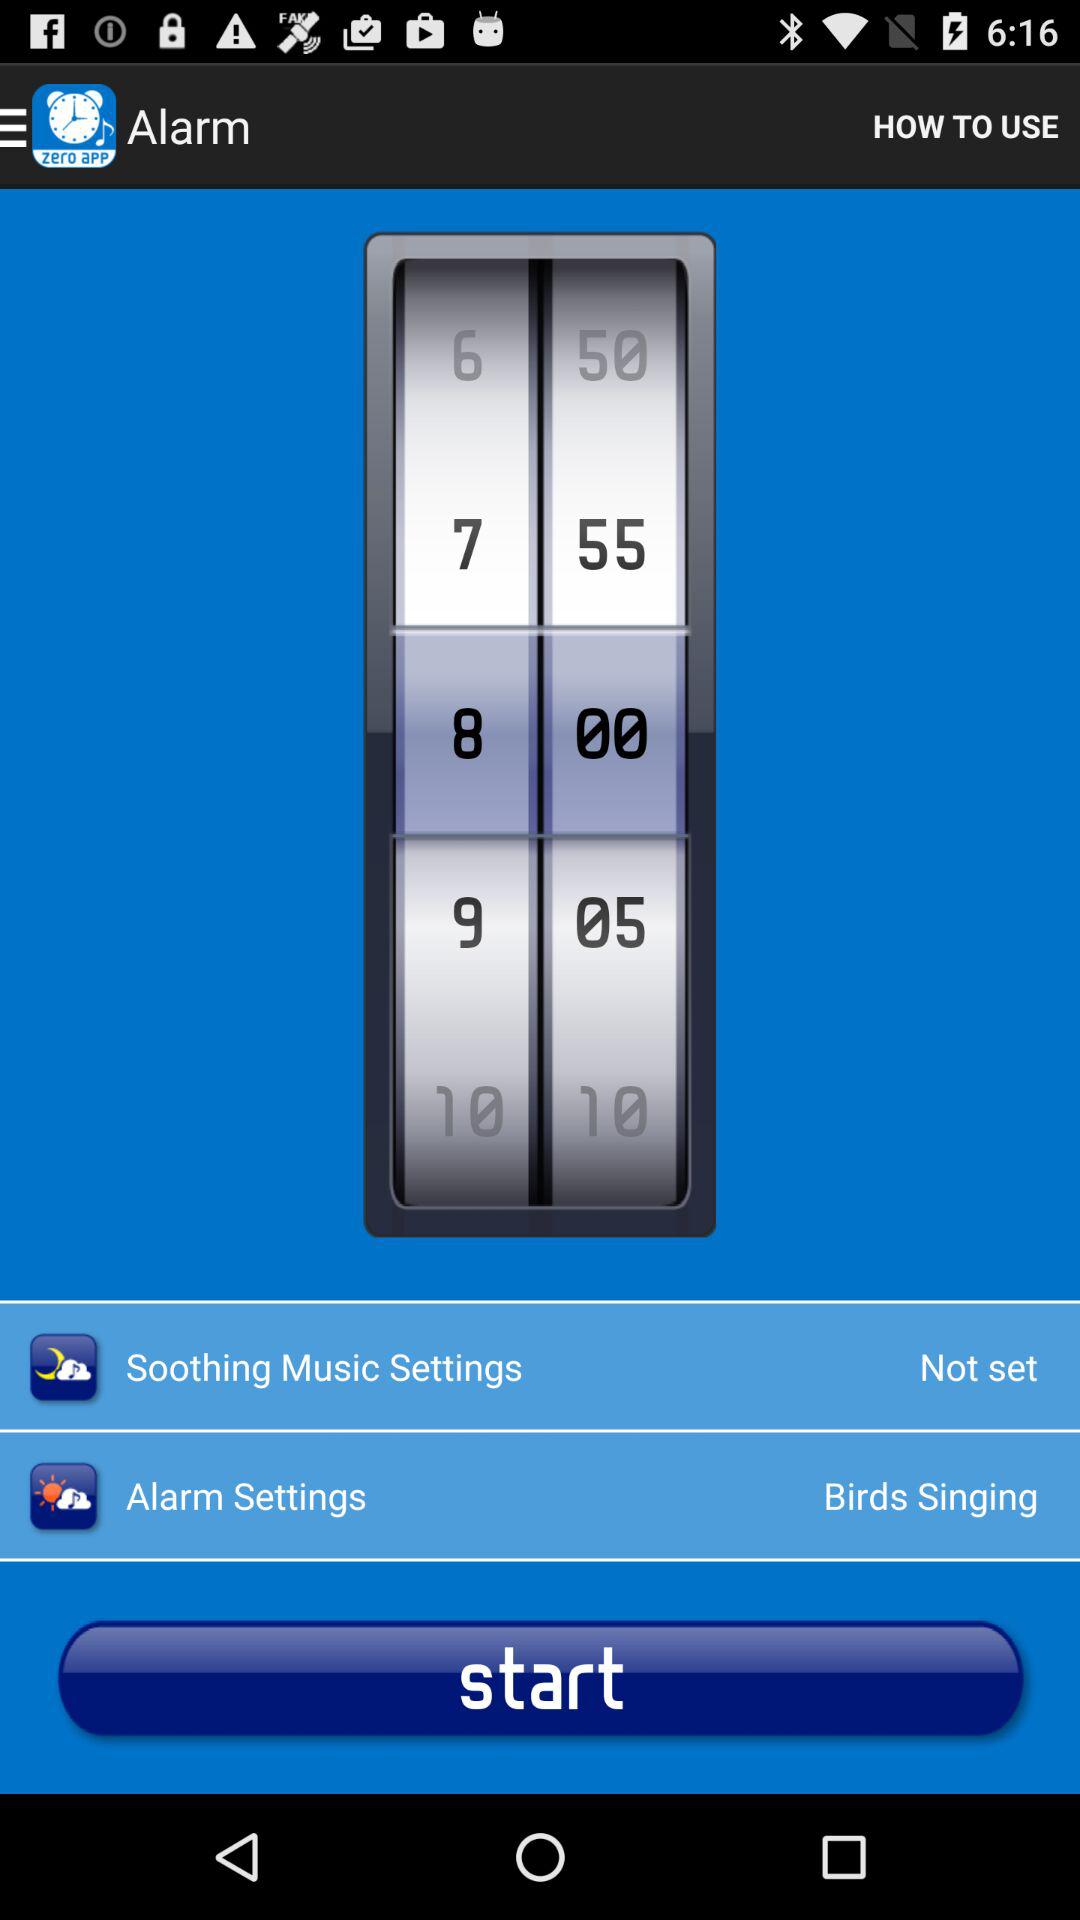 FAKE 6:16
zero app Alarm HOW TO USE
6 50
7 55
8 00
9 05
10 10
Soothing Music Settings Not set
Alarm Settings Birds Singing
start